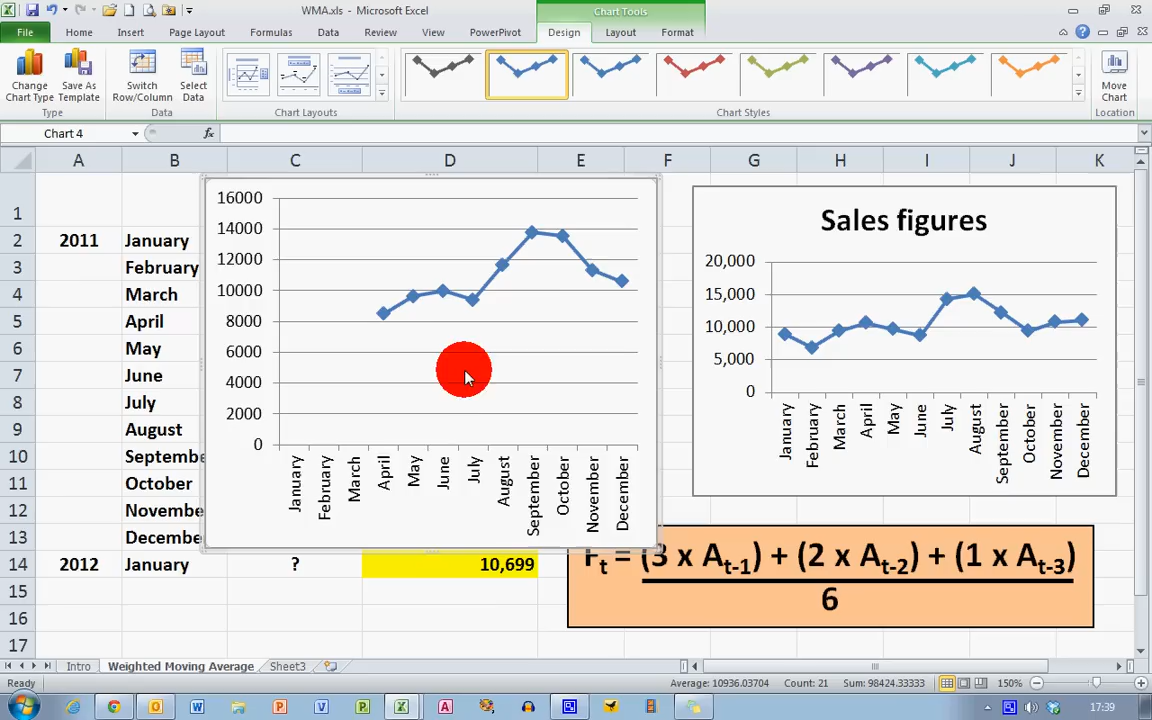 WMA.xls - Microsoft Excel
Chart Tools
File Home Insert Page Layout Formulas Data Review View PowerPivot Design Layout Format
Change Chart Type
Save As Template
Switch Row/Column
Select Data
Move Chart
Type Data Chart Layouts Chart Styles Location
Chart 4 fx
A B C D E F G H I J K
1
2 2011 January
3 February
4 March
5 April
6 May
7 June
8 July
9 August
10 Septembe
11 October
12 Novembe
13 Decembe
14 2012 January ? 10,699
15
16
17
16000
14000
12000
10000
8000
6000
4000
2000
0
January February March April May June July August September October November December
Sales figures
20,000
15,000
10,000
5,000
0
January February March April May June July August September October November December
Ft = (3 x At-1) + (2 x At-2) + (1 x At-3)
6
Intro Weighted Moving Average Sheet3
Ready Average: 10936.03704 Count: 21 Sum: 98424.33333 150%
17:39